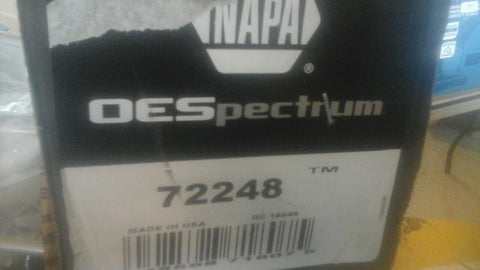 NAPA
®
OESpectrum
TM
72248
MADE IN USA